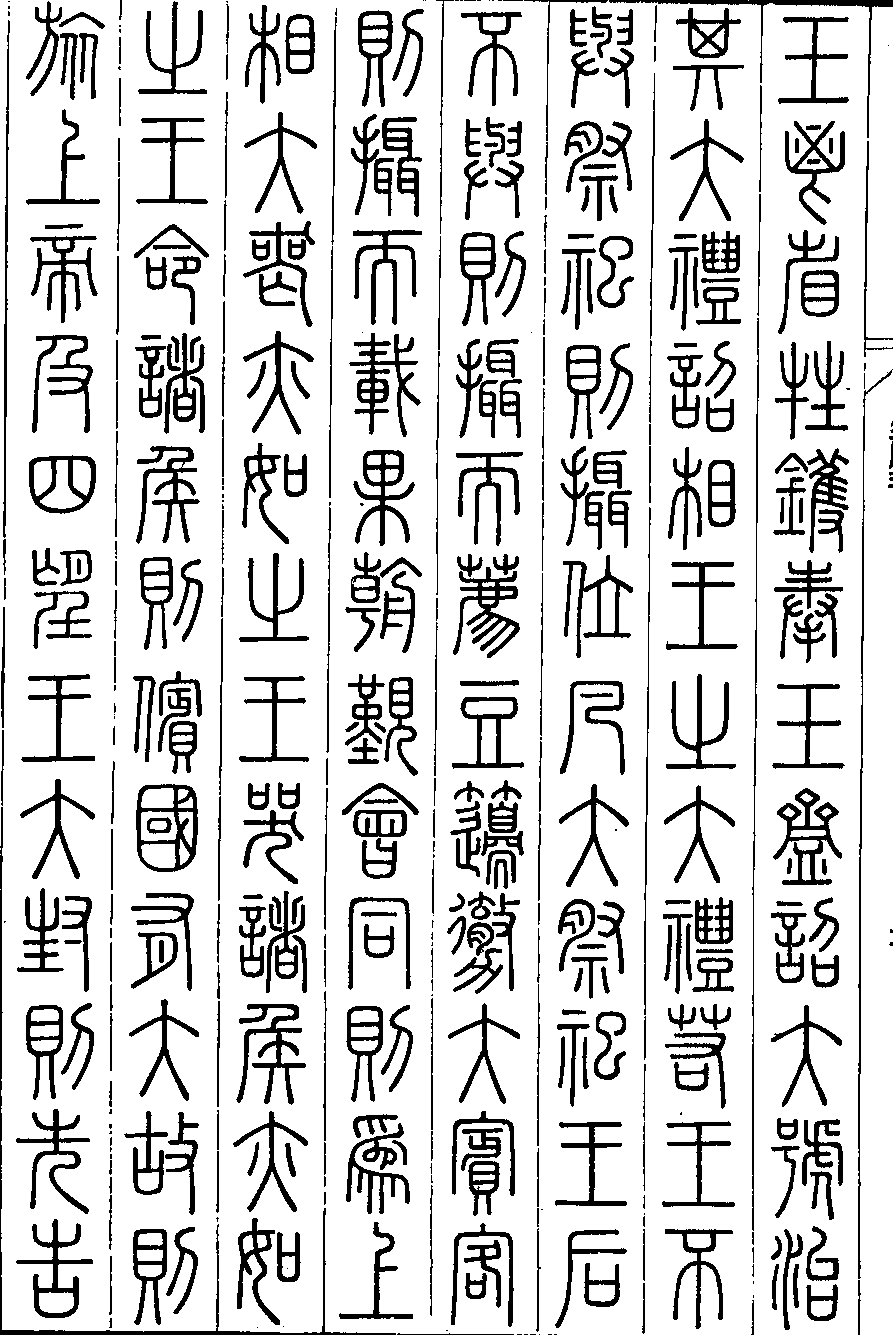 玉鬯省牲鑊奉玉齍詔大號治
其大禮詔相王之大禮若王不
與祭祀則攝位凡大祭祀王后
不與則攝而薦豆籩徹大賓客
則攝而載果朝覲會同則為上
相大喪亦如之王哭諸侯亦如
之王命諸侯則儐國有大故則
旅上帝及四望王大封則先告